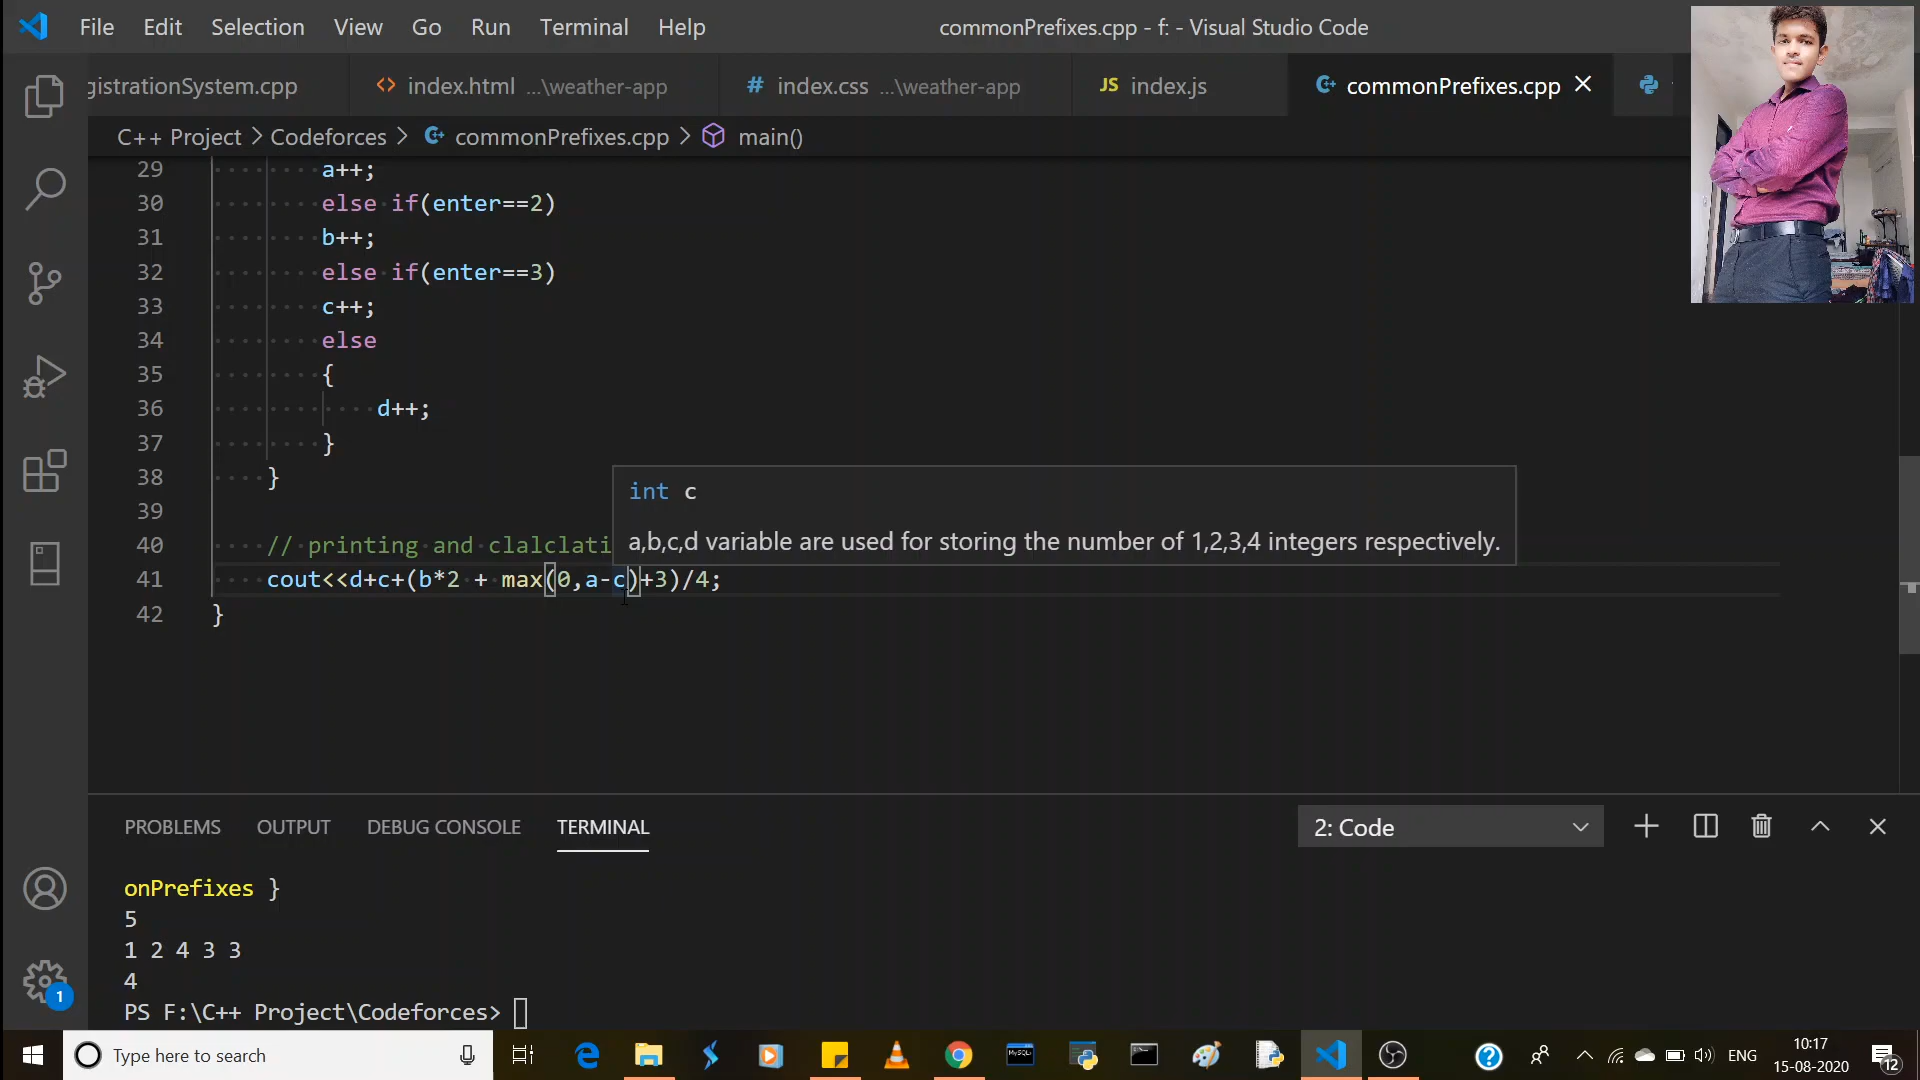 File Edit Selection View Go Run Terminal Help commonPrefixes.cpp - f: - Visual Studio Code
gistrationSystem.cpp <> index.html ...\weather-app # index.css ...\weather-app JS index.js commonPrefixes.cpp
C++ Project > Codeforces > commonPrefixes.cpp > main()
29 a++;
30 else if(enter==2)
31 b++;
32 else if(enter==3)
33 c++;
34 else
35 {
36 d++;
37 }
38 }
39
int c
40 // printing and clalclati
a,b,c,d variable are used for storing the number of 1,2,3,4 integers respectively.
41 cout<<d+c+(b*2 + max(0,a-c)+3)/4;
42 }
PROBLEMS OUTPUT DEBUG CONSOLE TERMINAL 2: Code
onPrefixes }
5
1 2 4 3 3
4
PS F:\C++ Project\Codeforces>
1
Type here to search
ENG
10:17
15-08-2020
12